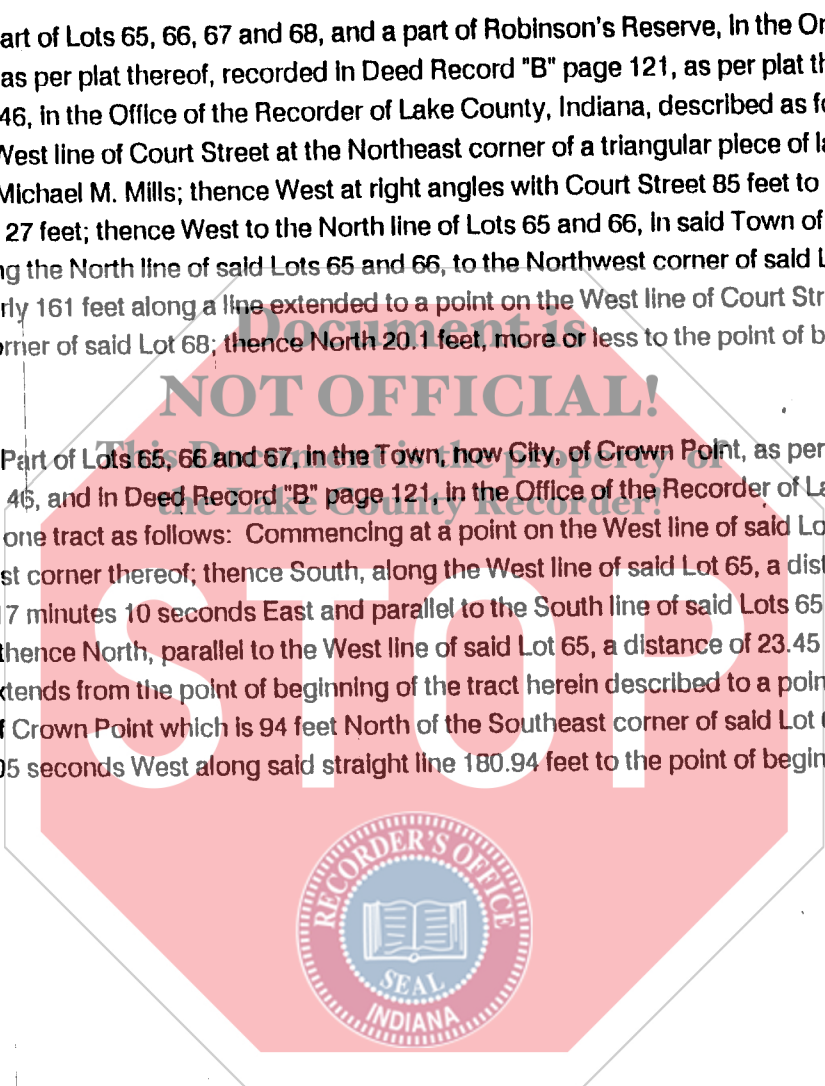 art of Lots 65, 66, 67 and 68, and a part of Robinson's Reserve, in the Or
as per plat thereof, recorded in Deed Record "B" page 121, as per plat th
46, in the Office of the Recorder of Lake County, Indiana, described as fo
West line of Court Street at the Northeast corner of a triangular piece of la
Michael M. Mills; thence West at right angles with Court Street 85 feet to
27 feet; thence West to the North line of Lots 65 and 66, in said Town of
ng the North line of said Lots 65 and 66, to the Northwest corner of said L
rly 161 feet along a line extended to a point on the West line of Court Str
orner of said Lot 68; thence North 20.1 feet, more or less to the point of b
Document is
NOT OFFICIAL!
This Document is the property of
the Lake County Recorder!
Part of Lots 65, 66 and 67, in the Town, now City, of Crown Point, as per
46, and in Deed Record "B" page 121, in the Office of the Recorder of La
one tract as follows: Commencing at a point on the West line of said Lo
st corner thereof; thence South, along the West line of said Lot 65, a dist
17 minutes 10 seconds East and parallel to the South line of said Lots 65
thence North, parallel to the West line of said Lot 65, a distance of 23.45
xtends from the point of beginning of the tract herein described to a poin
f Crown Point which is 94 feet North of the Southeast corner of said Lot 6
05 seconds West along said straight line 180.94 feet to the point of begin
STOP
RECORDER'S OFFICE
SEAL
INDIANA